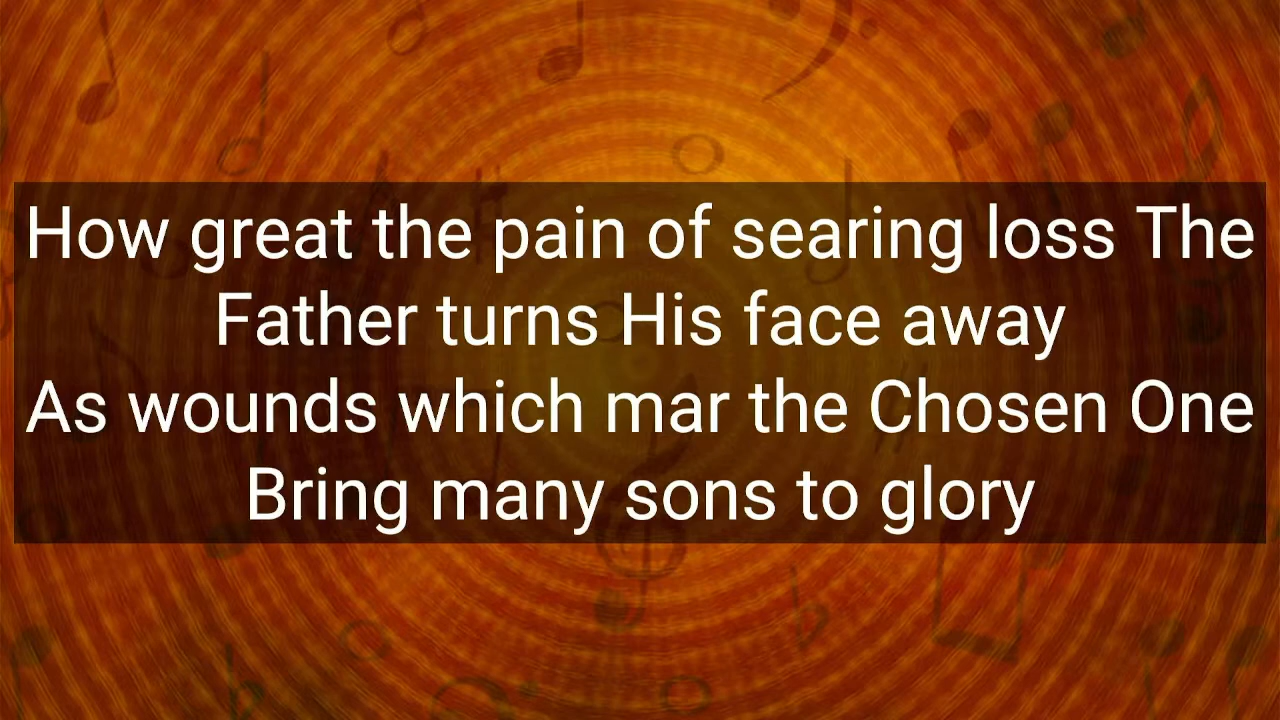 How great the pain of searing loss The
Father turns His face away
As wounds which mar the Chosen One
Bring many sons to glory